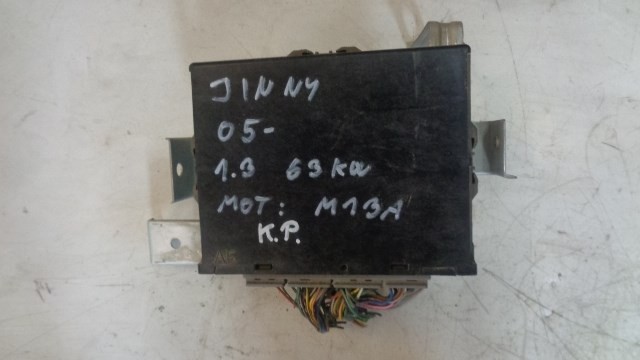 JINNY
05-
1.3 63 kW
MOT: M13A
K.P.